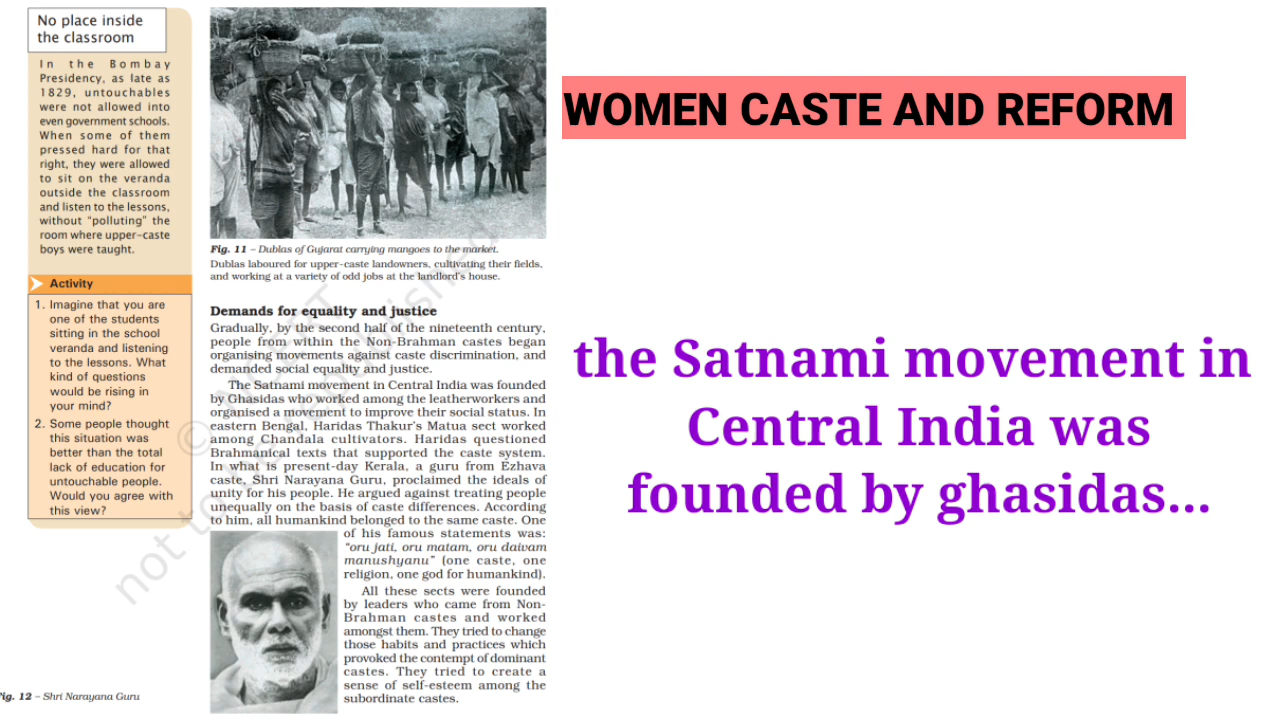 No place inside
the classroom
In the Bombay
Presidency, as late as
1829, untouchables
were not allowed into
even government schools.
When some of them
pressed hard for that
right, they were allowed
to sit on the veranda
outside the classroom
and listen to the lessons,
without “polluting” the
room where upper-caste
boys were taught.
Activity
1. Imagine that you are
one of the students
sitting in the school
veranda and listening
to the lessons. What
kind of questions
would be rising in
your mind?
2. Some people thought
this situation was
better than the total
lack of education for
untouchable people.
Would you agree with
this view?
Fig. 11 – Dublas of Gujarat carrying mangoes to the market.
Dublas laboured for upper-caste landowners, cultivating their fields,
and working at a variety of odd jobs at the landlord’s house.
Demands for equality and justice
Gradually, by the second half of the nineteenth century,
people from within the Non-Brahman castes began
organising movements against caste discrimination, and
demanded social equality and justice.
The Satnami movement in Central India was founded
by Ghasidas who worked among the leatherworkers and
organised a movement to improve their social status. In
eastern Bengal, Haridas Thakur’s Matua sect worked
among Chandala cultivators. Haridas questioned
Brahmanical texts that supported the caste system.
In what is present-day Kerala, a guru from Ezhava
caste, Shri Narayana Guru, proclaimed the ideals of
unity for his people. He argued against treating people
unequally on the basis of caste differences. According
to him, all humankind belonged to the same caste. One
of his famous statements was:
“oru jati, oru matam, oru daivam
manushyanu” (one caste, one
religion, one god for humankind).
All these sects were founded
by leaders who came from Non-
Brahman castes and worked
amongst them. They tried to change
those habits and practices which
provoked the contempt of dominant
castes. They tried to create a
sense of self-esteem among the
subordinate castes.
ig. 12 – Shri Narayana Guru
© NCERT
not to be republished
WOMEN CASTE AND REFORM
the Satnami movement in
Central India was
founded by ghasidas...